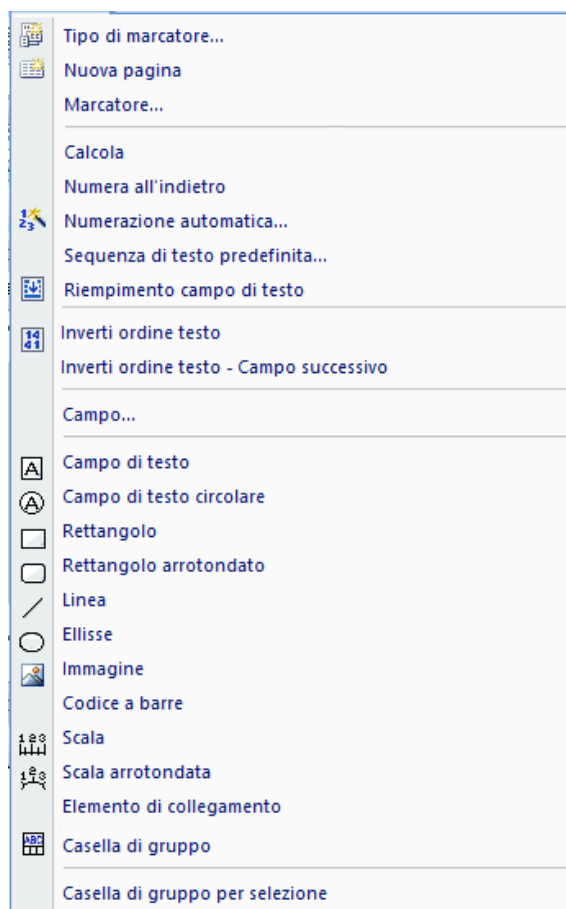 Tipo di marcatore...
Nuova pagina
Marcatore...
Calcola
Numera all'indietro
Numerazione automatica...
Sequenza di testo predefinita...
Riempimento campo di testo
Inverti ordine testo
Inverti ordine testo - Campo successivo
Campo...
Campo di testo
Campo di testo circolare
Rettangolo
Rettangolo arrotondato
Linea
Ellisse
Immagine
Codice a barre
Scala
Scala arrotondata
Elemento di collegamento
Casella di gruppo
Casella di gruppo per selezione